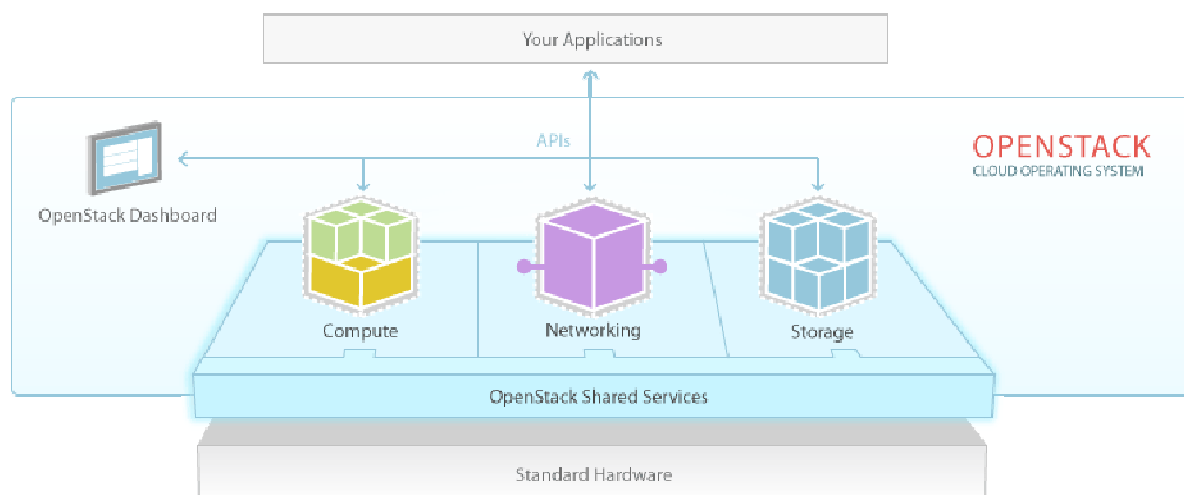 Your Applications
APIs
OPENSTACK
CLOUD OPERATING SYSTEM
OpenStack Dashboard
Compute
Networking
Storage
OpenStack Shared Services
Standard Hardware